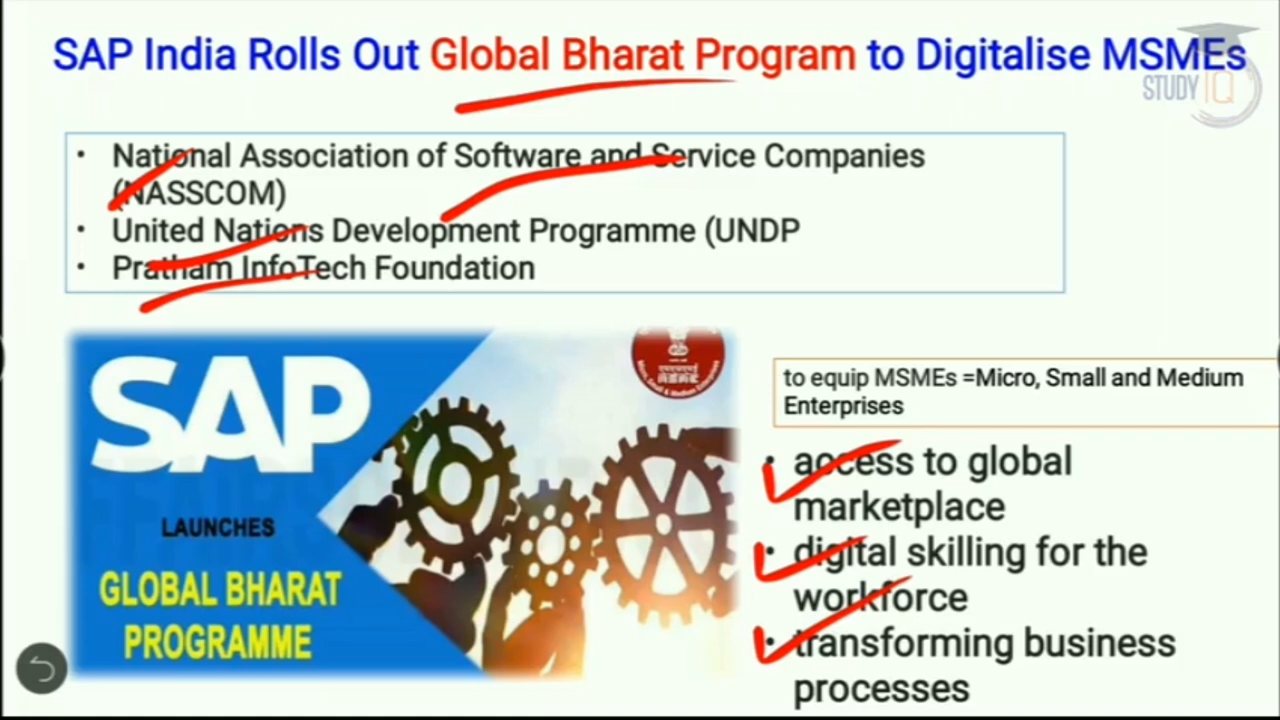 SAP India Rolls Out Global Bharat Program to Digitalise MSMEs
STUDY IQ
• National Association of Software and Service Companies
(NASSCOM)
• United Nations Development Programme (UNDP
• Pratham InfoTech Foundation
SAP
LAUNCHES
GLOBAL BHARAT
PROGRAMME
to equip MSMEs =Micro, Small and Medium
Enterprises
• access to global
marketplace
• digital skilling for the
workforce
• transforming business
processes